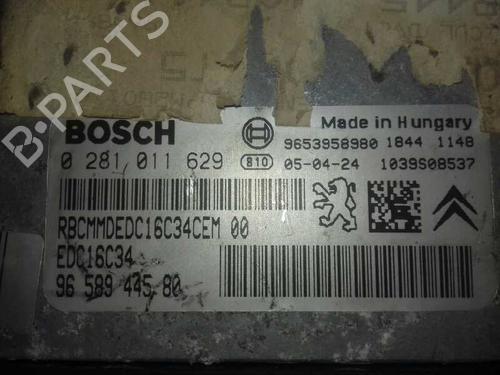 Made in Hungary
BOSCH
9653958980 1844 1148
0 281 011 629
810
05-04-24
1039S08537
RBCMMDEDC16C34CEM 00
EDC16C34
96 589 445 80
B-PARTS